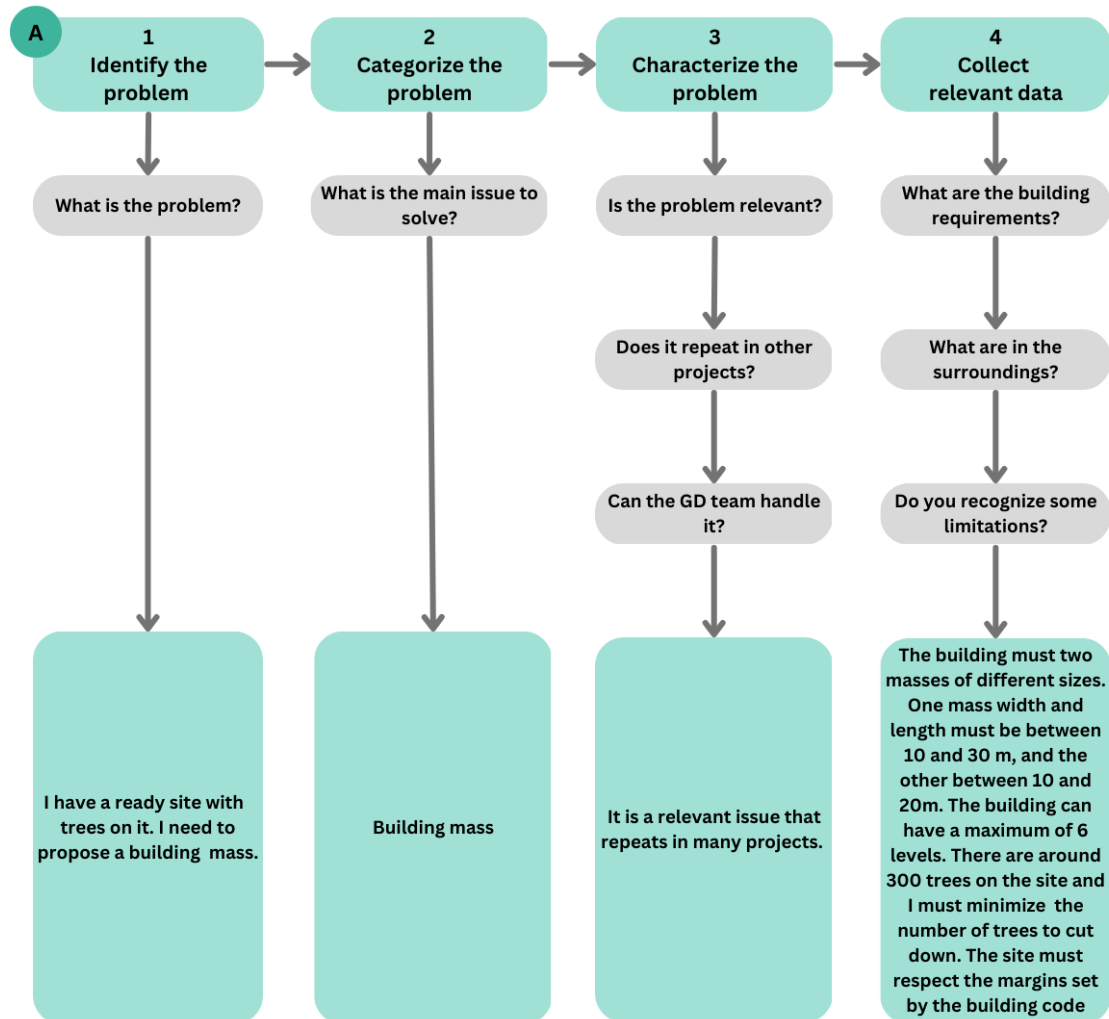 A
1
Identify the
problem
2
Categorize the
problem
3
Characterize the
problem
4
Collect
relevant data
What is the problem?
What is the main issue to
solve?
Is the problem relevant?
What are the building
requirements?
Does it repeat in other
projects?
What are in the
surroundings?
Can the GD team handle
it?
Do you recognize some
limitations?
I have a ready site with
trees on it. I need to
propose a building mass.
Building mass
It is a relevant issue that
repeats in many projects.
The building must two
masses of different sizes.
One mass width and
length must be between
10 and 30 m, and the
other between 10 and
20m. The building can
have a maximum of 6
levels. There are around
300 trees on the site and
I must minimize the
number of trees to cut
down. The site must
respect the margins set
by the building code